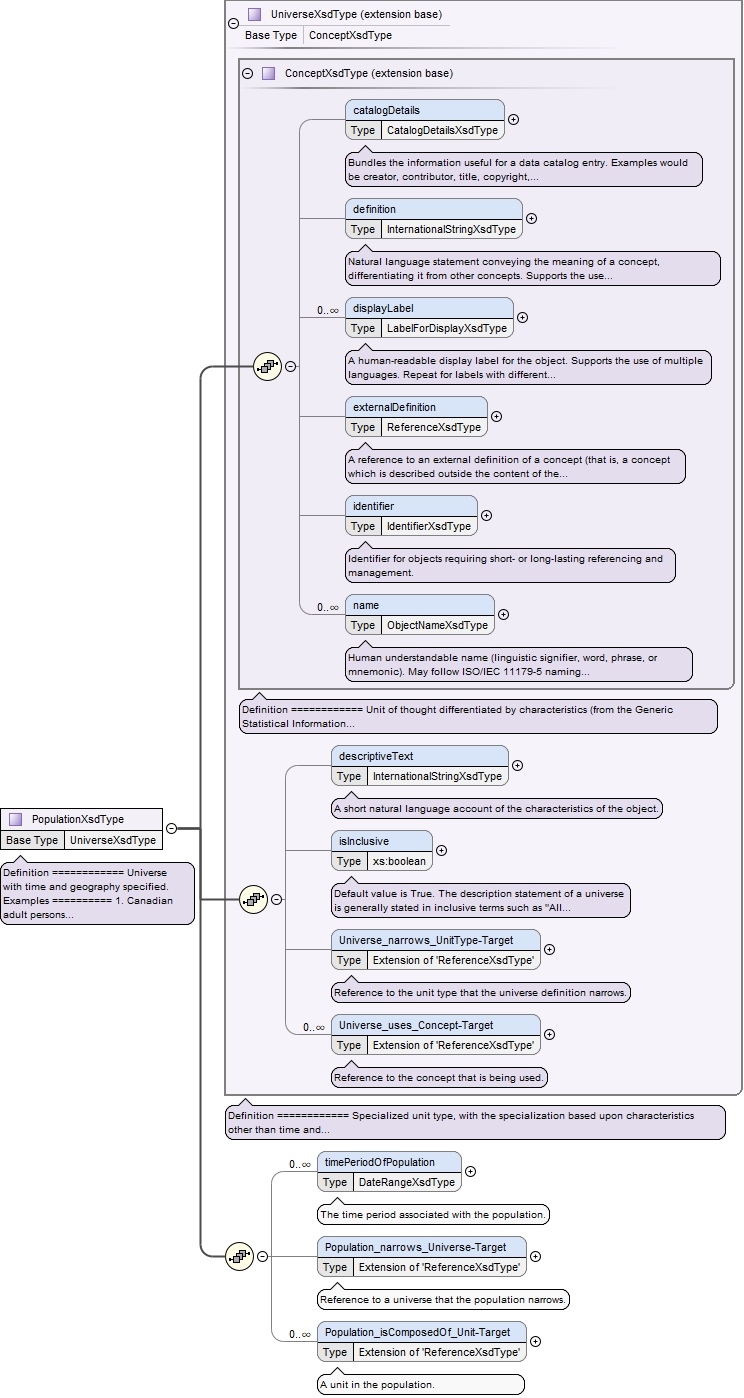 UniverseXsdType (extension base)
Base Type ConceptXsdType
ConceptXsdType (extension base)
catalogDetails
Type CatalogDetailsXsdType
Bundles the information useful for a data catalog entry. Examples would
be creator, contributor, title, copyright,...
definition
Type InternationalStringXsdType
Natural language statement conveying the meaning of a concept,
differentiating it from other concepts. Supports the use...
0..∞
displayLabel
Type LabelForDisplayXsdType
A human-readable display label for the object. Supports the use of multiple
languages. Repeat for labels with different...
externalDefinition
Type ReferenceXsdType
A reference to an external definition of a concept (that is, a concept
which is described outside the content of the...
identifier
Type IdentifierXsdType
Identifier for objects requiring short- or long-lasting referencing and
management.
0..∞
name
Type ObjectNameXsdType
Human understandable name (linguistic signifier, word, phrase, or
mnemonic). May follow ISO/IEC 11179-5 naming...
Definition ============ Unit of thought differentiated by characteristics (from the Generic
Statistical Information...
descriptiveText
Type InternationalStringXsdType
A short natural language account of the characteristics of the object.
PopulationXsdType
Base Type UniverseXsdType
Definition ============ Universe
with time and geography specified.
Examples ========== 1. Canadian
adult persons...
isInclusive
Type xs:boolean
Default value is True. The description statement of a universe
is generally stated in inclusive terms such as "All...
Universe_narrows_UnitType-Target
Type Extension of 'ReferenceXsdType'
Reference to the unit type that the universe definition narrows.
0..∞
Universe_uses_Concept-Target
Type Extension of 'ReferenceXsdType'
Reference to the concept that is being used.
Definition ============ Specialized unit type, with the specialization based upon characteristics
other than time and...
0..∞
timePeriodOfPopulation
Type DateRangeXsdType
The time period associated with the population.
Population_narrows_Universe-Target
Type Extension of 'ReferenceXsdType'
Reference to a universe that the population narrows.
0..∞
Population_isComposedOf_Unit-Target
Type Extension of 'ReferenceXsdType'
A unit in the population.